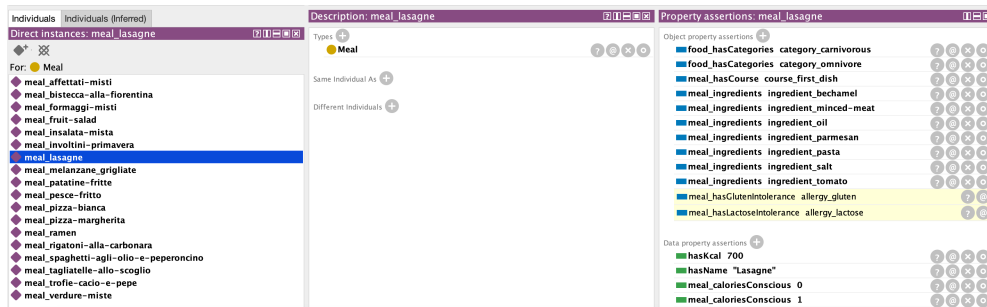 Individuals Individuals (Inferred)
Direct instances: meal_lasagne
For: Meal
meal_affettati-misti
meal_bistecca-alla-fiorentina
meal_formaggi-misti
meal_fruit-salad
meal_insalata-mista
meal_involtini-primavera
meal_lasagne
meal_melanzane_grigliate
meal_patatine-fritte
meal_pesce-fritto
meal_pizza-bianca
meal_pizza-margherita
meal_ramen
meal_rigatoni-alla-carbonara
meal_spaghetti-agli-olio-e-peperoncino
meal_tagliatelle-allo-scoglio
meal_trofie-cacio-e-pepe
meal_verdure-miste
Description: meal_lasagne
Types
Meal
Same Individual As
Different Individuals
Property assertions: meal_lasagne
Object property assertions
food_hasCategories category_carnivorous
food_hasCategories category_omnivore
meal_hasCourse course_first_dish
meal_ingredients ingredient_bechamel
meal_ingredients ingredient_minced-meat
meal_ingredients ingredient_oil
meal_ingredients ingredient_parmesan
meal_ingredients ingredient_pasta
meal_ingredients ingredient_salt
meal_ingredients ingredient_tomato
meal_hasGlutenIntolerance allergy_gluten
meal_hasLactoseIntolerance allergy_lactose
Data property assertions
hasKcal 700
hasName "Lasagne"
meal_caloriesConscious 0
meal_caloriesConscious 1